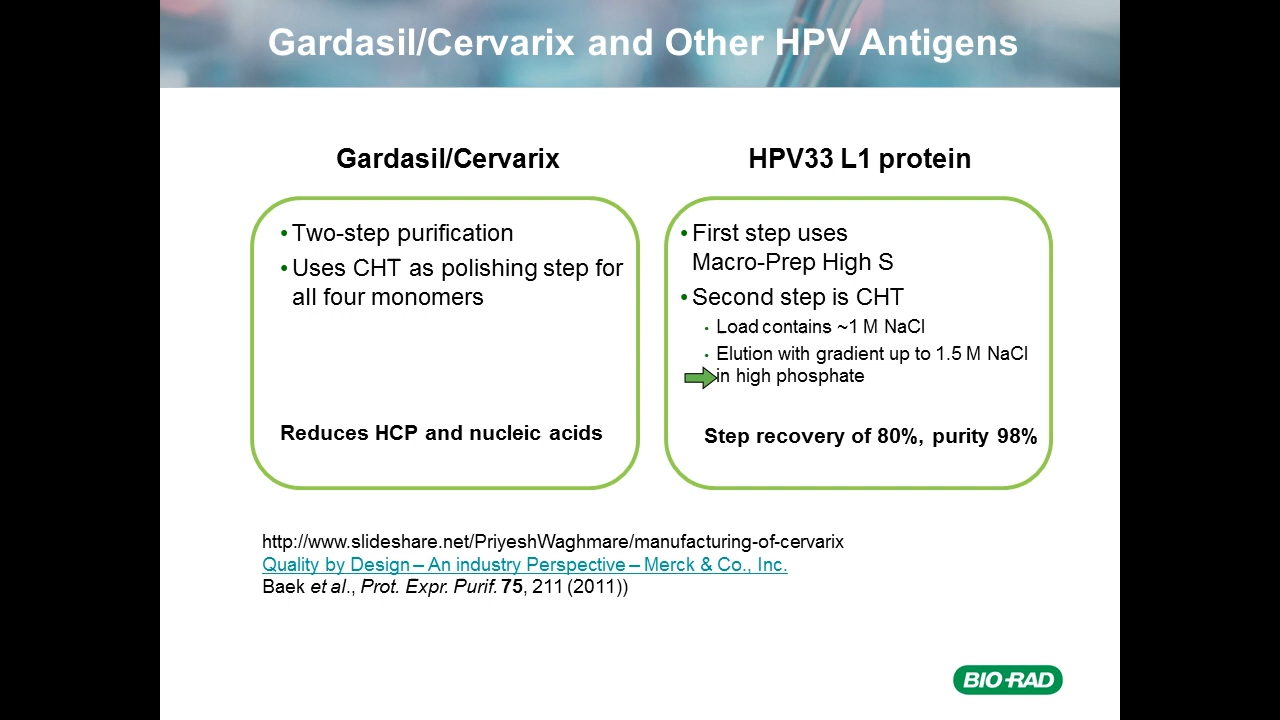 Gardasil/Cervarix and Other HPV Antigens
Gardasil/Cervarix
• Two-step purification
• Uses CHT as polishing step for
all four monomers
Reduces HCP and nucleic acids
HPV33 L1 protein
• First step uses
Macro-Prep High S
• Second step is CHT
• Load contains ~1 M NaCl
• Elution with gradient up to 1.5 M NaCl
in high phosphate
Step recovery of 80%, purity 98%
http://www.slideshare.net/PriyeshWaghmare/manufacturing-of-cervarix
Quality by Design – An industry Perspective – Merck & Co., Inc.
Baek et al., Prot. Expr. Purif. 75, 211 (2011))
BIO-RAD